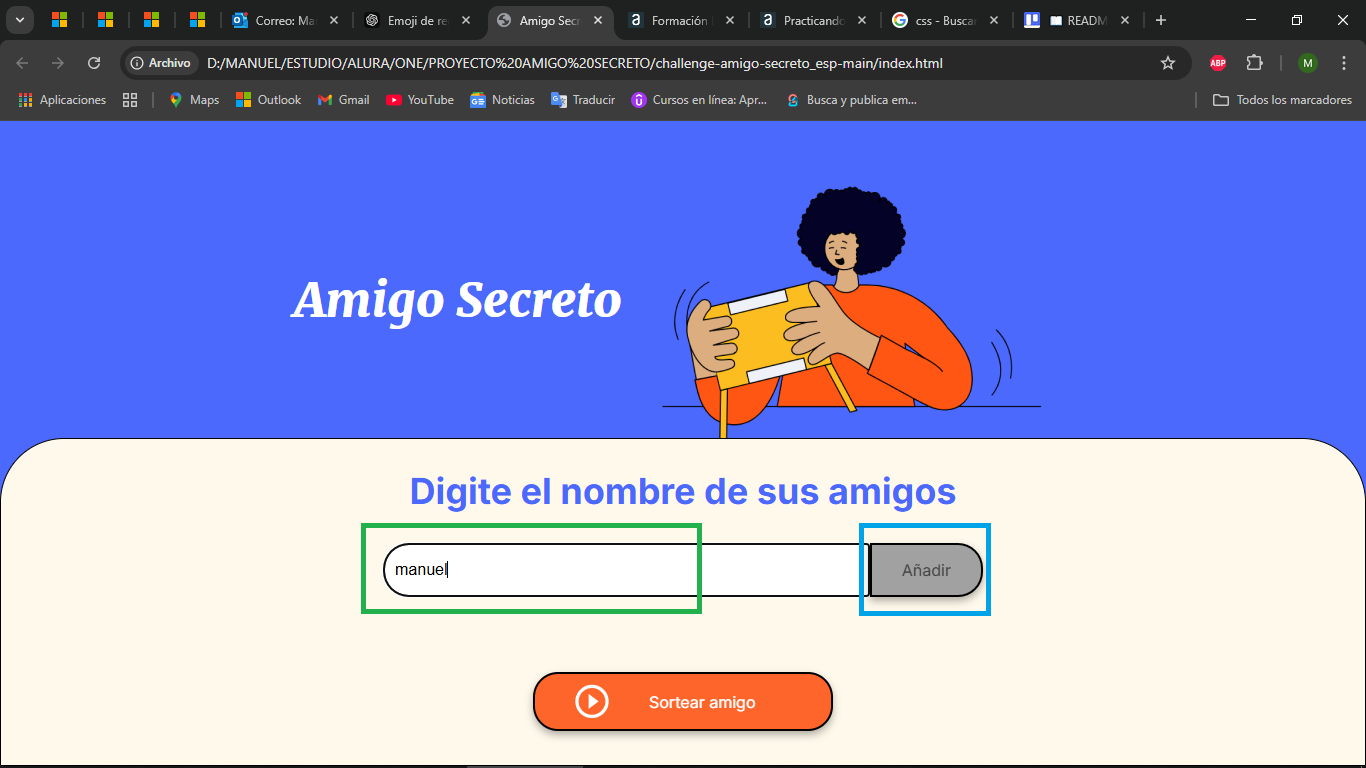 Correo: Ma
Emoji de re
Amigo Secr
Formación
Practicando
css - Buscar
READM
Archivo
D:/MANUEL/ESTUDIO/ALURA/ONE/PROYECTO%20AMIGO%20SECRETO/challenge-amigo-secreto_esp-main/index.html
ABP
M
Aplicaciones
Maps
Outlook
Gmail
YouTube
Noticias
Traducir
Cursos en línea: Apr...
Busca y publica em...
Todos los marcadores
Amigo Secreto
Digite el nombre de sus amigos
manuel
Añadir
Sortear amigo